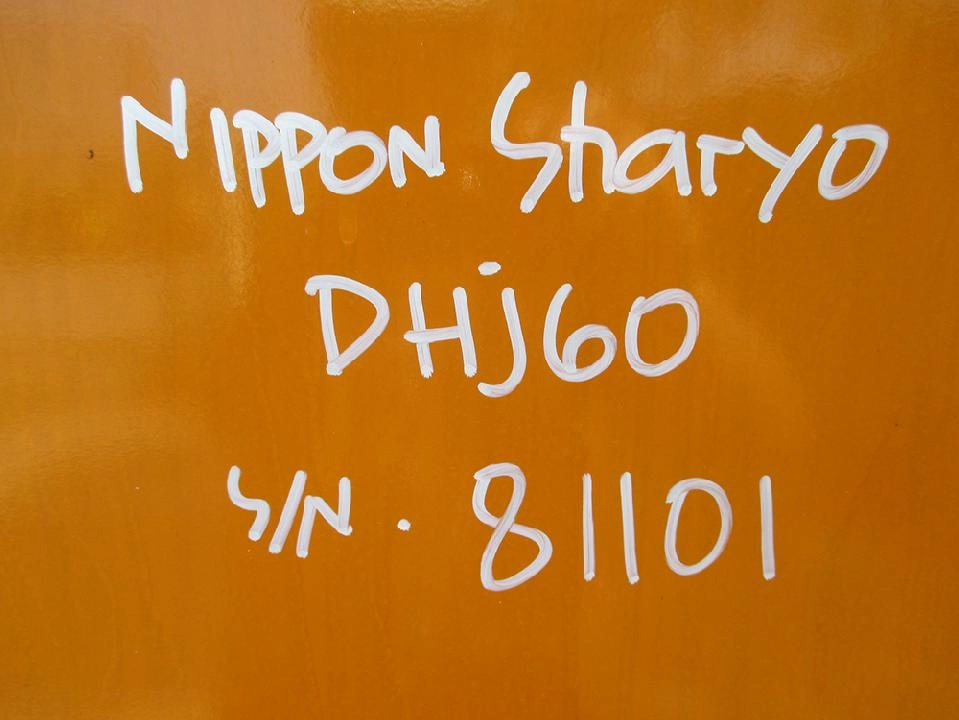 Nippon Sharyo
DHj60
S/N. 81101